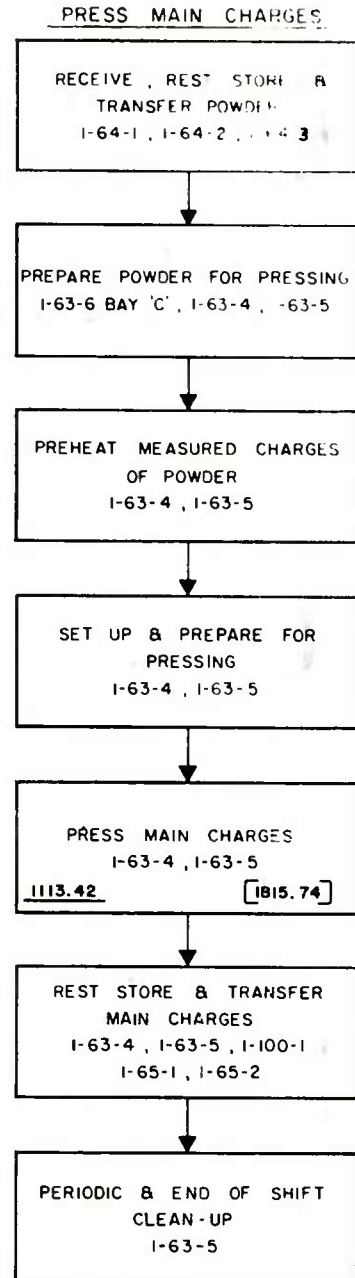 PRESS MAIN CHARGES
RECEIVE , REST STORE &
TRANSFER POWDER
1-64-1 , 1-64-2 ,
PREPARE POWDER FOR PRESSING
1-63-6 BAY 'C' , 1-63-4 , -63-5
PREHEAT MEASURED CHARGES
OF POWDER
1-63-4 , 1-63-5
SET UP & PREPARE FOR
PRESSING
1-63-4 , 1-63-5
PRESS MAIN CHARGES
1-63-4 , 1-63-5
1113.42 [1815.74]
REST STORE & TRANSFER
MAIN CHARGES
1-63-4 , 1-63-5 , 1-100-1
1-65-1 , 1-65-2
PERIODIC & END OF SHIFT
CLEAN-UP
1-63-5